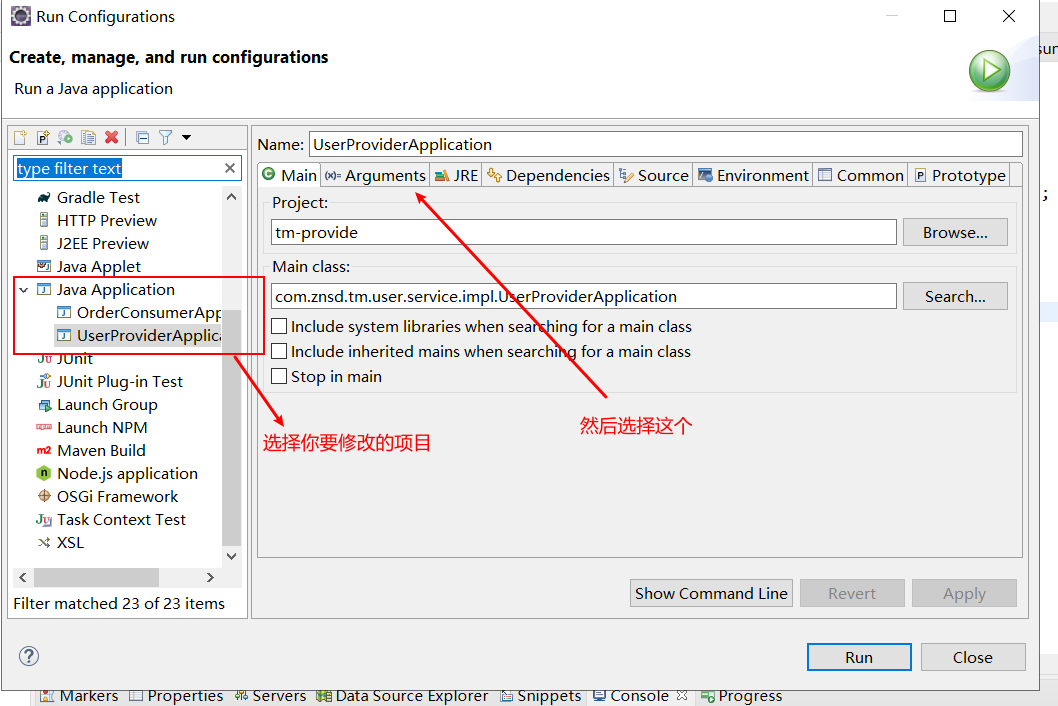 Run Configurations
Create, manage, and run configurations
Run a Java application
type filter text
Gradle Test
HTTP Preview
J2EE Preview
Java Applet
Java Application
OrderConsumerApp
UserProviderApplica
JUnit
JUnit Plug-in Test
Launch Group
Launch NPM
Maven Build
Node.js application
OSGi Framework
Task Context Test
XSL
Filter matched 23 of 23 items
Name: UserProviderApplication
Main (x)= Arguments JRE Dependencies Source Environment Common Prototype
Project:
tm-provide Browse...
Main class:
com.znsd.tm.user.service.impl.UserProviderApplication Search...
Include system libraries when searching for a main class
Include inherited mains when searching for a main class
Stop in main
选择你要修改的项目
然后选择这个
Show Command Line Revert Apply
Run Close
Markers Properties Servers Data Source Explorer Snippets Console Progress
sun
;